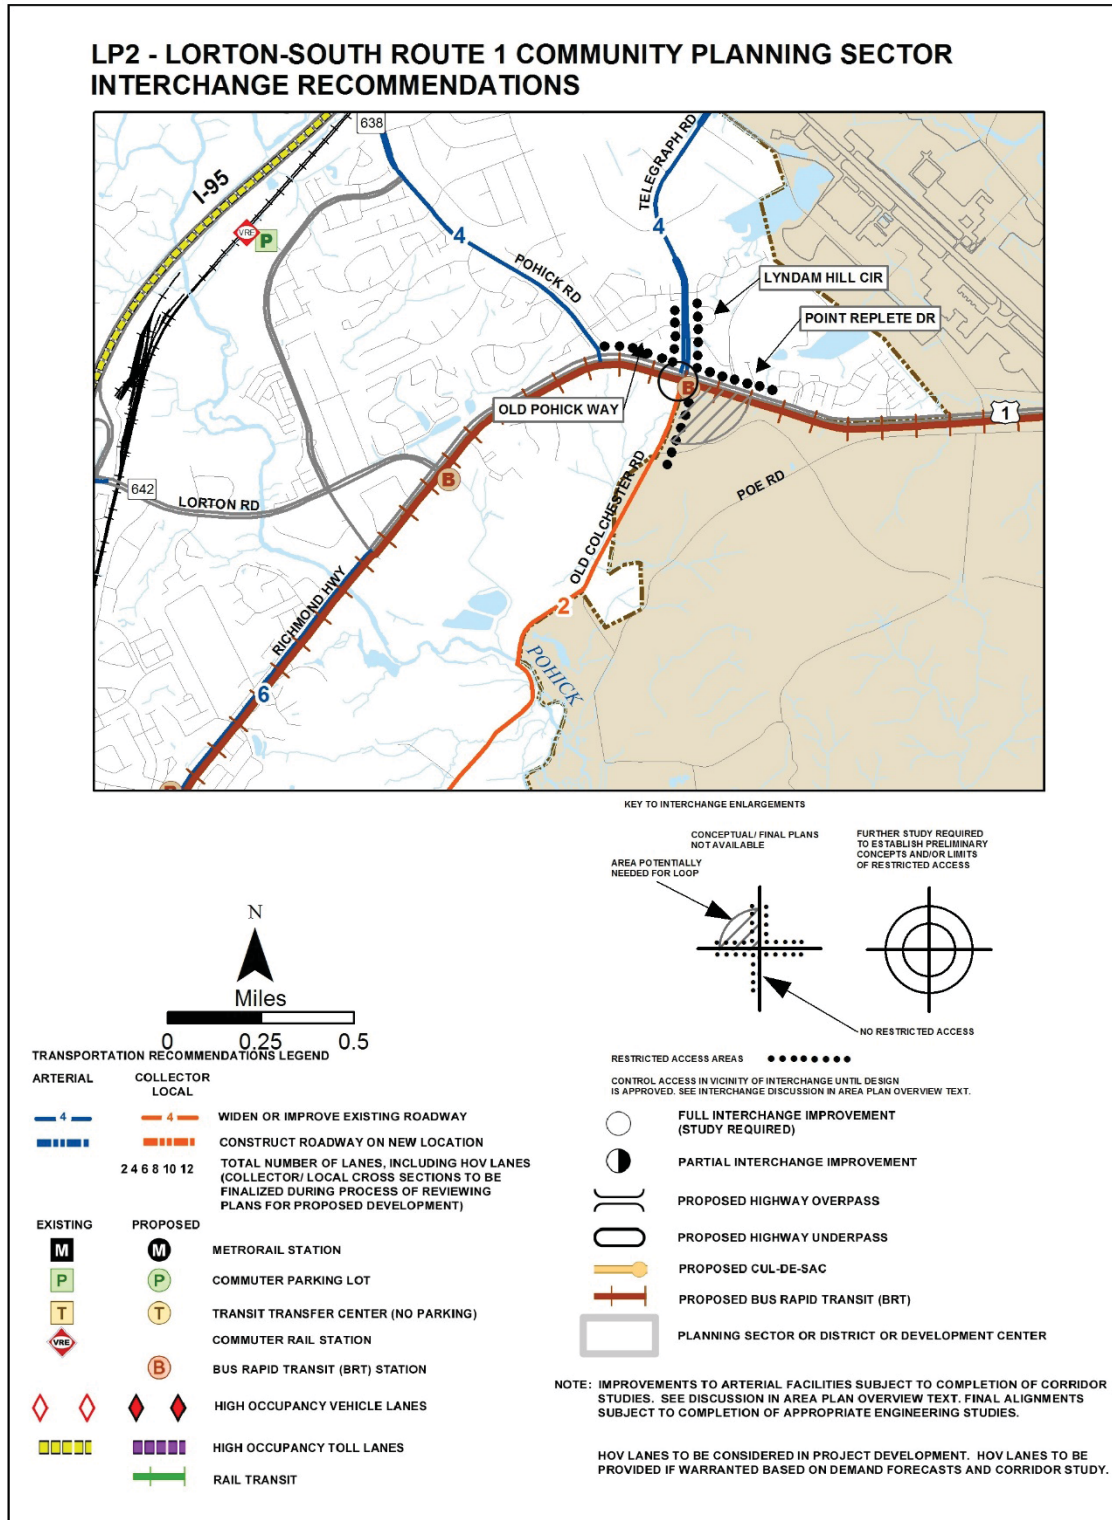 LP2 - LORTON-SOUTH ROUTE 1 COMMUNITY PLANNING SECTOR
INTERCHANGE RECOMMENDATIONS
638
I-95
TELEGRAPH RD
VRE
P
4
4
POHICK RD
LYNDAM HILL CIR
POINT REPLETE DR
OLD POHICK WAY
B
1
B
642
LORTON RD
POE RD
OLD COLCHESTER RD
RICHMOND HWY
2
POHICK
6
KEY TO INTERCHANGE ENLARGEMENTS
CONCEPTUAL/ FINAL PLANS
NOT AVAILABLE
FURTHER STUDY REQUIRED
TO ESTABLISH PRELIMINARY
CONCEPTS AND/OR LIMITS
OF RESTRICTED ACCESS
AREA POTENTIALLY
NEEDED FOR LOOP
NO RESTRICTED ACCESS
N
Miles
0 0.25 0.5
TRANSPORTATION RECOMMENDATIONS LEGEND
ARTERIAL COLLECTOR
LOCAL
4 4 WIDEN OR IMPROVE EXISTING ROADWAY
CONSTRUCT ROADWAY ON NEW LOCATION
2 4 6 8 10 12 TOTAL NUMBER OF LANES, INCLUDING HOV LANES
(COLLECTOR/ LOCAL CROSS SECTIONS TO BE
FINALIZED DURING PROCESS OF REVIEWING
PLANS FOR PROPOSED DEVELOPMENT)
EXISTING PROPOSED
M M METRORAIL STATION
P P COMMUTER PARKING LOT
T T TRANSIT TRANSFER CENTER (NO PARKING)
VRE COMMUTER RAIL STATION
B BUS RAPID TRANSIT (BRT) STATION
HIGH OCCUPANCY VEHICLE LANES
HIGH OCCUPANCY TOLL LANES
RAIL TRANSIT
RESTRICTED ACCESS AREAS
CONTROL ACCESS IN VICINITY OF INTERCHANGE UNTIL DESIGN
IS APPROVED. SEE INTERCHANGE DISCUSSION IN AREA PLAN OVERVIEW TEXT.
FULL INTERCHANGE IMPROVEMENT
(STUDY REQUIRED)
PARTIAL INTERCHANGE IMPROVEMENT
PROPOSED HIGHWAY OVERPASS
PROPOSED HIGHWAY UNDERPASS
PROPOSED CUL-DE-SAC
PROPOSED BUS RAPID TRANSIT (BRT)
PLANNING SECTOR OR DISTRICT OR DEVELOPMENT CENTER
NOTE: IMPROVEMENTS TO ARTERIAL FACILITIES SUBJECT TO COMPLETION OF CORRIDOR
STUDIES. SEE DISCUSSION IN AREA PLAN OVERVIEW TEXT. FINAL ALIGNMENTS
SUBJECT TO COMPLETION OF APPROPRIATE ENGINEERING STUDIES.
HOV LANES TO BE CONSIDERED IN PROJECT DEVELOPMENT. HOV LANES TO BE
PROVIDED IF WARRANTED BASED ON DEMAND FORECASTS AND CORRIDOR STUDY.